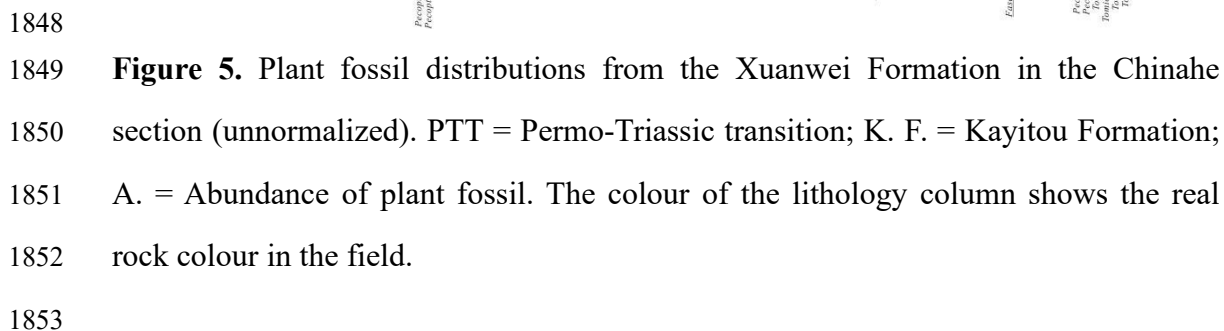 1848
1849 Figure 5. Plant fossil distributions from the Xuanwei Formation in the Chinahe
1850 section (unnormalized). PTT = Permo-Triassic transition; K. F. = Kayitou Formation;
1851 A. = Abundance of plant fossil. The colour of the lithology column shows the real
1852 rock colour in the field.
1853